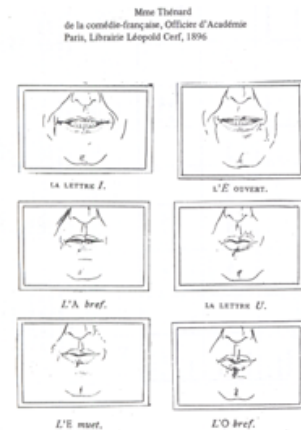 Mme Thénard
de la comédie-française, Officier d'Académie
Paris, Librairie Léopold Cerf, 1896
LA LETTRE I.
L'E OUVERT.
L'A bref.
LA LETTRE U.
L'E muet.
L'O bref.